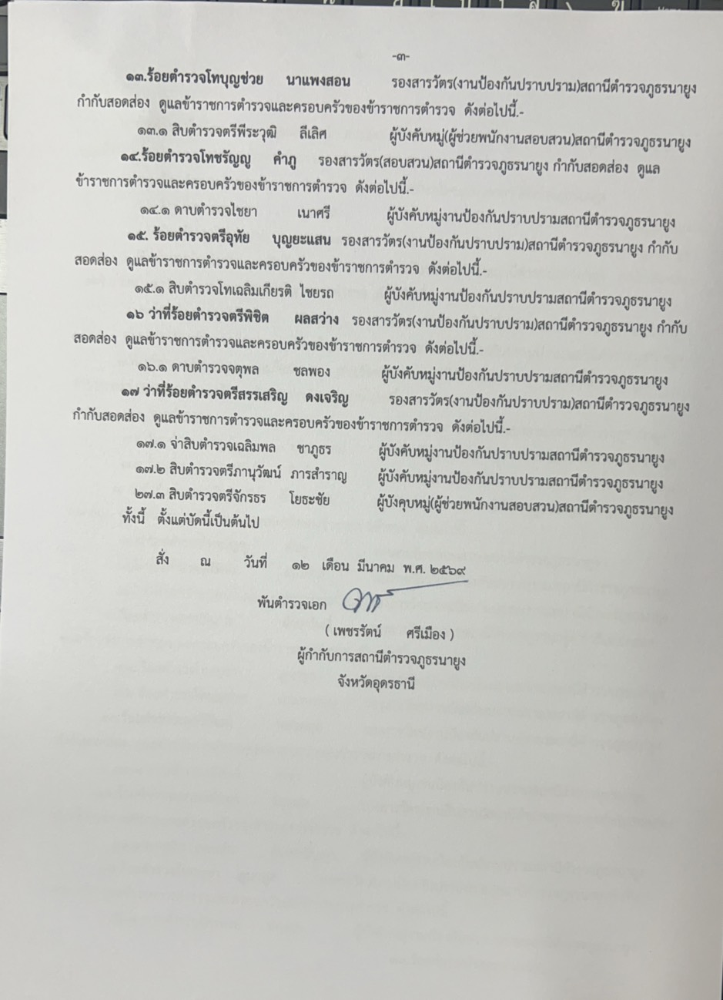 -๓-
๑๓.ร้อยตำรวจโทบุญช่วย นาแพงสอน รองสารวัตร(งานป้องกันปราบปราม)สถานีตำรวจภูธรนายูง
กำกับสอดส่อง ดูแลข้าราชการตำรวจและครอบครัวของข้าราชการตำรวจ ดังต่อไปนี้.-
๑๓.๑ สิบตำรวจตรีพีระวุฒิ ลีเลิศ ผู้บังคับหมู่(ผู้ช่วยพนักงานสอบสวน)สถานีตำรวจภูธรนายูง
๑๔.ร้อยตำรวจโทชรัญญู คำภู รองสารวัตร(สอบสวน)สถานีตำรวจภูธรนายูง กำกับสอดส่อง ดูแล
ข้าราชการตำรวจและครอบครัวของข้าราชการตำรวจ ดังต่อไปนี้.-
๑๔.๑ ดาบตำรวจไชยา เนาศรี ผู้บังคับหมู่งานป้องกันปราบปรามสถานีตำรวจภูธรนายูง
๑๕. ร้อยตำรวจตรีอุทัย บุญยะแสน รองสารวัตร(งานป้องกันปราบปราม)สถานีตำรวจภูธรนายูง กำกับ
สอดส่อง ดูแลข้าราชการตำรวจและครอบครัวของข้าราชการตำรวจ ดังต่อไปนี้.-
๑๕.๑ สิบตำรวจโทเฉลิมเกียรติ ไชยรถ ผู้บังคับหมู่งานป้องกันปราบปรามสถานีตำรวจภูธรนายูง
๑๖ ว่าที่ร้อยตำรวจตรีพิชิต ผลสว่าง รองสารวัตร(งานป้องกันปราบปราม)สถานีตำรวจภูธรนายูง กำกับ
สอดส่อง ดูแลข้าราชการตำรวจและครอบครัวของข้าราชการตำรวจ ดังต่อไปนี้.-
๑๖.๑ ดาบตำรวจจตุพล ชลพอง ผู้บังคับหมู่งานป้องกันปราบปรามสถานีตำรวจภูธรนายูง
๑๗ ว่าที่ร้อยตำรวจตรีสรรเสริญ ดงเจริญ รองสารวัตร(งานป้องกันปราบปราม)สถานีตำรวจภูธรนายูง
กำกับสอดส่อง ดูแลข้าราชการตำรวจและครอบครัวของข้าราชการตำรวจ ดังต่อไปนี้.-
๑๗.๑ จ่าสิบตำรวจเฉลิมพล ชาภูธร ผู้บังคับหมู่งานป้องกันปราบปรามสถานีตำรวจภูธรนายูง
๑๗.๒ สิบตำรวจตรีภานุวัฒน์ ภารสำราญ ผู้บังคับหมู่งานป้องกันปราบปรามสถานีตำรวจภูธรนายูง
๒๗.๓ สิบตำรวจตรีจักรธร โยธะชัย ผู้บังคุบหมู่(ผู้ช่วยพนักงานสอบสวน)สถานีตำรวจภูธรนายูง
ทั้งนี้ ตั้งแต่บัดนี้เป็นต้นไป
สั่ง ณ วันที่ ๑๒ เดือน มีนาคม พ.ศ. ๒๕๖๙
พันตำรวจเอก
( เพชรรัตน์ ศรีเมือง )
ผู้กำกับการสถานีตำรวจภูธรนายูง
จังหวัดอุดรธานี